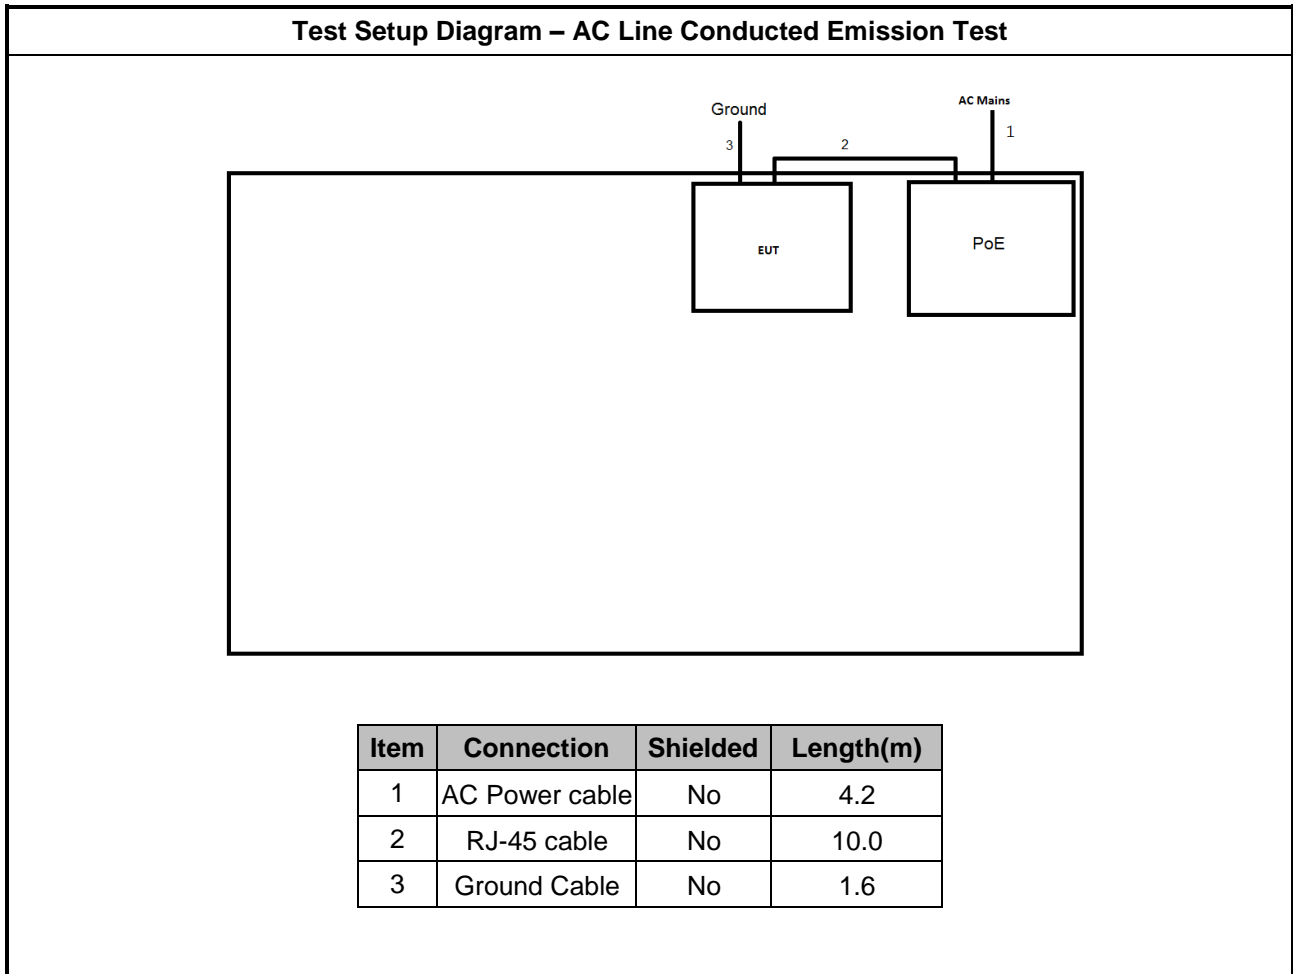 Test Setup Diagram – AC Line Conducted Emission Test
Ground
AC Mains
3
2
1
EUT
PoE
Item Connection Shielded Length(m)
1 AC Power cable No 4.2
2 RJ-45 cable No 10.0
3 Ground Cable No 1.6